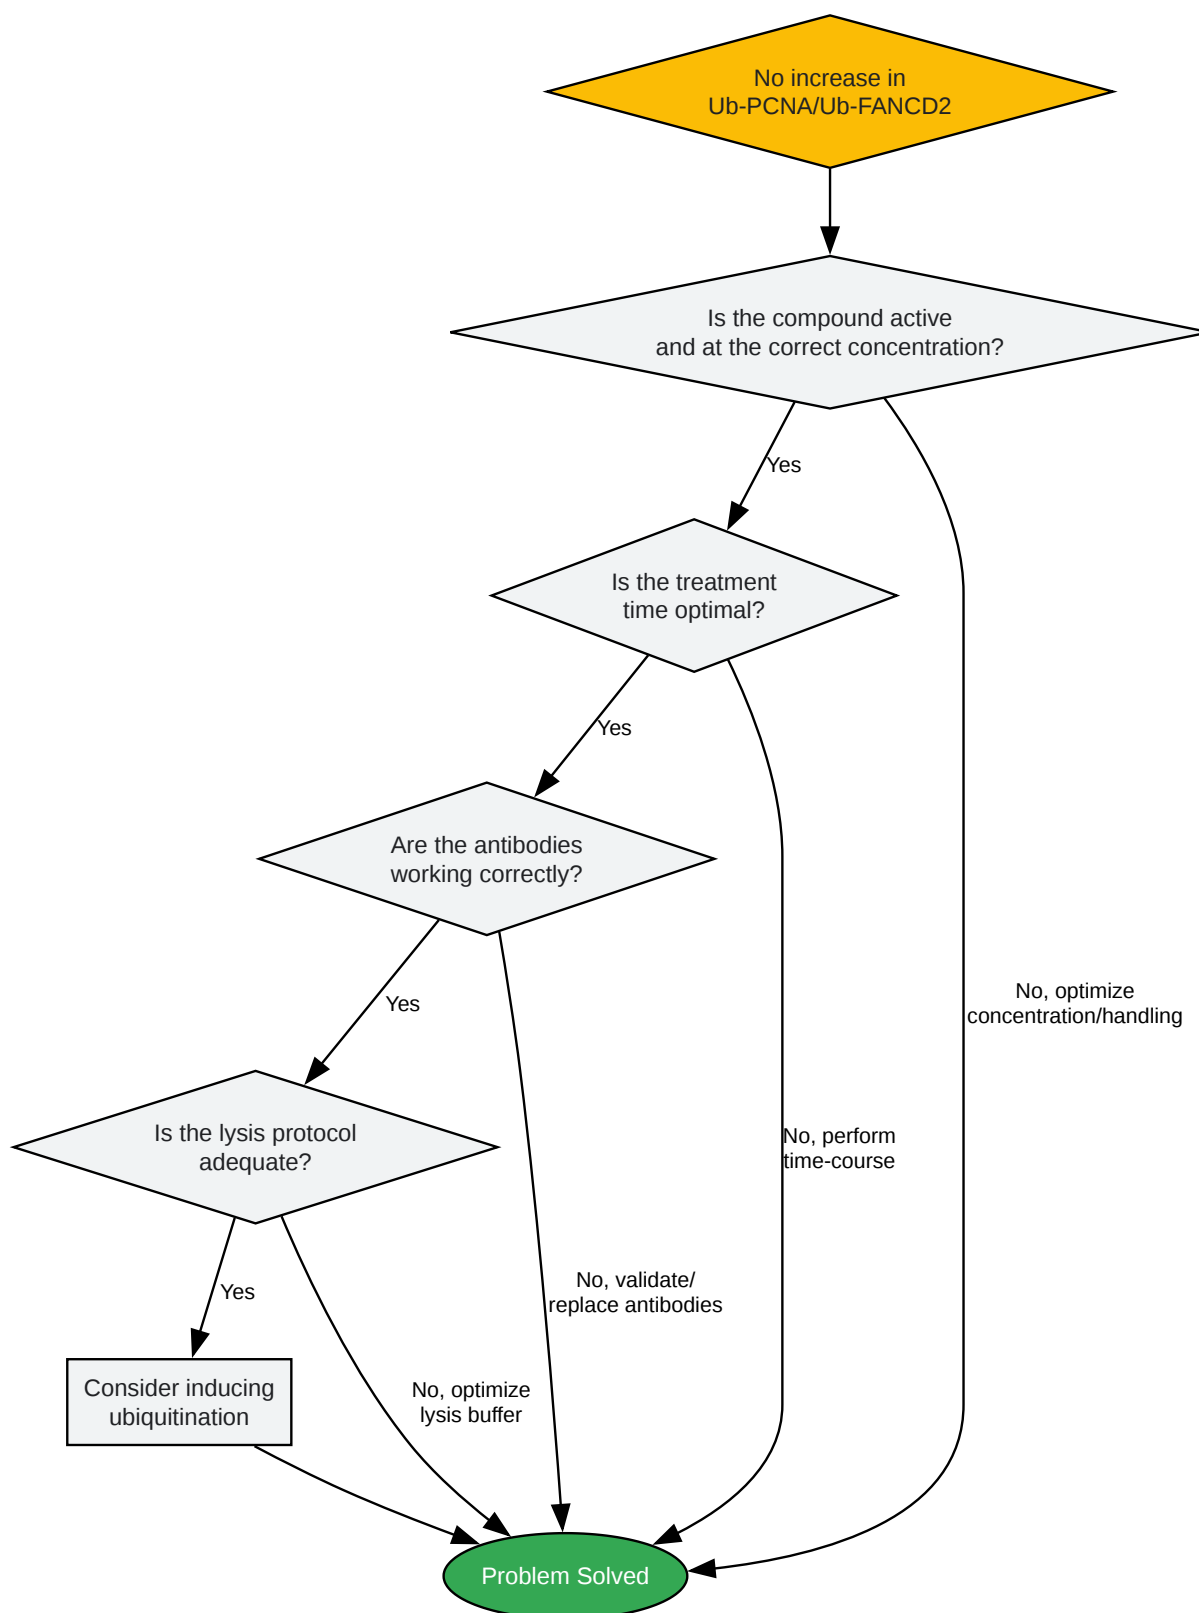 No increase in
Ub-PCNA/Ub-FANCD2
Is the compound active
and at the correct concentration?
Yes
Is the treatment
time optimal?
Yes
Are the antibodies
working correctly?
Yes
No, optimize
concentration/handling
Is the lysis protocol
adequate?
No, perform
time-course
Yes
No, validate/
replace antibodies
Consider inducing
ubiquitination
No, optimize
lysis buffer
Problem Solved